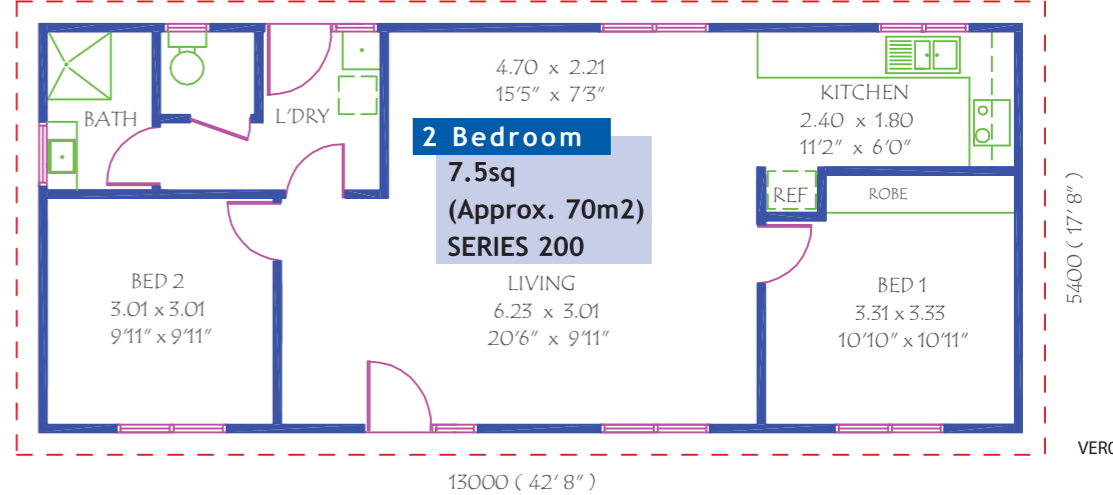 4.70 x 2.21
15'5" x 7'3"
KITCHEN
2.40 x 1.80
11'2" x 6'0"
BATH
L'DRY
2 Bedroom
7.5sq
(Approx. 70m2)
SERIES 200
REF
ROBE
BED 2
3.01 x 3.01
9'11" x 9'11"
LIVING
6.23 x 3.01
20'6" x 9'11"
BED 1
3.31 x 3.33
10'10" x 10'11"
5400 ( 17' 8" )
13000 ( 42' 8" )